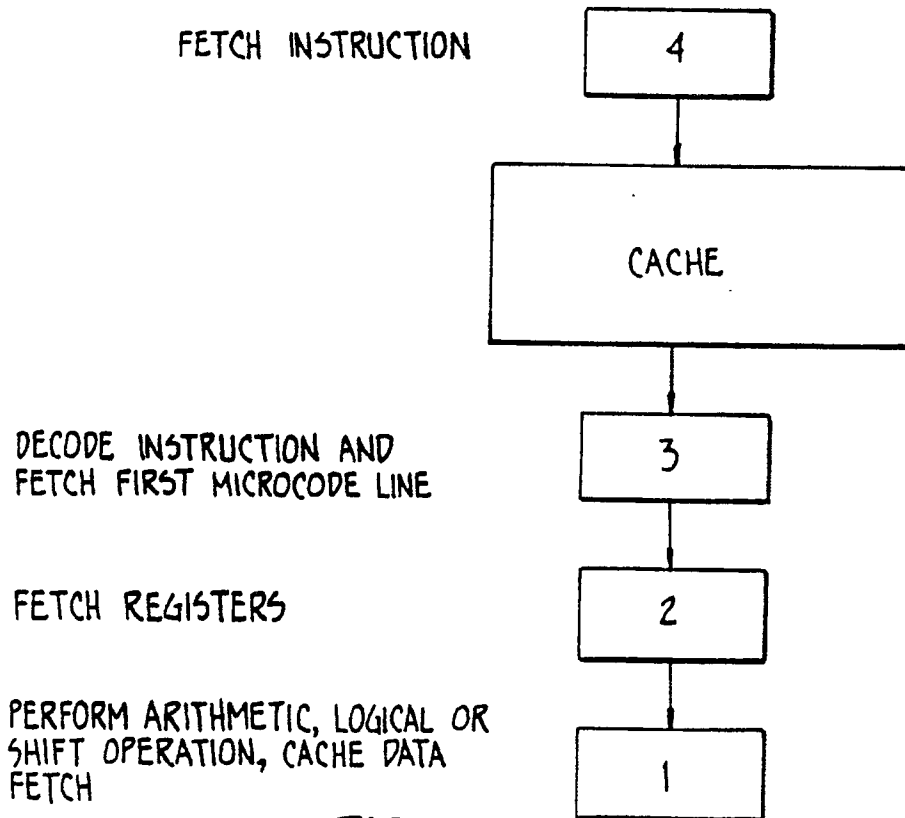 FETCH INSTRUCTION
4
CACHE
DECODE INSTRUCTION AND
FETCH FIRST MICROCODE LINE
3
FETCH REGISTERS
2
PERFORM ARITHMETIC, LOGICAL OR
SHIFT OPERATION, CACHE DATA
FETCH
1